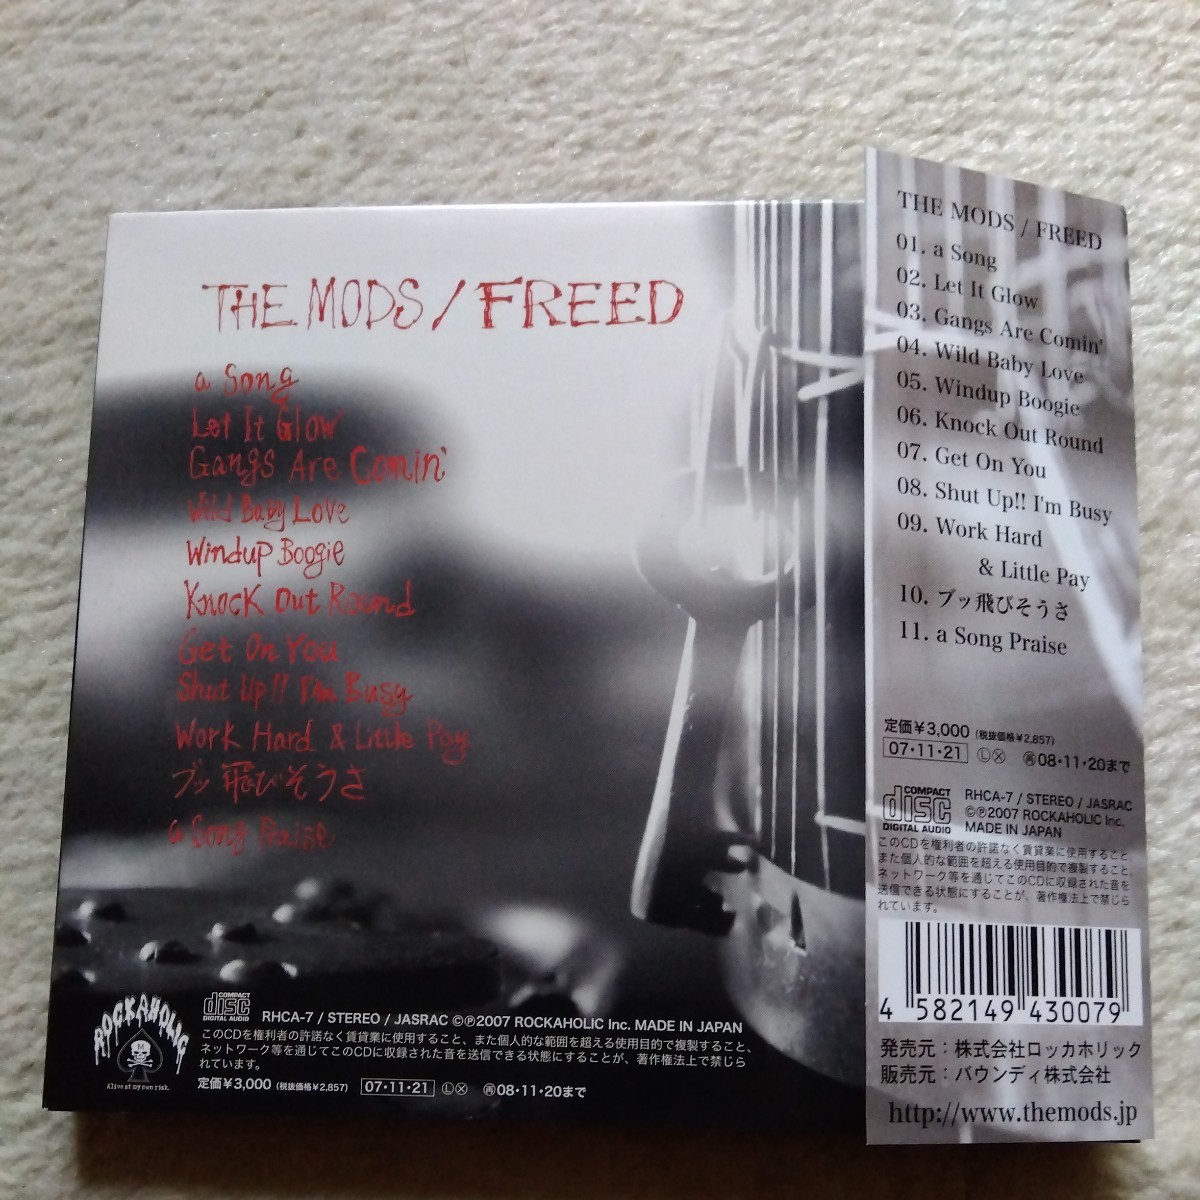 THE MODS / FREED
a Song
Let It Glow
Gangs Are Comin'
Wild Baby Love
Windup Boogie
Knock Out Round
Get On You
Shut Up!! I'm Busy
Work Hard & Little Pay
ブッ飛びそうさ
a Song Praise
ROCKAHOLIC
Alive at my own risk.
COMPACT
disc
DIGITAL AUDIO
RHCA-7 / STEREO / JASRAC ©℗2007 ROCKAHOLIC Inc. MADE IN JAPAN
このCDを権利者の許諾なく賃貸業に使用すること、また個人的な範囲を超える使用目的で複製すること、
ネットワーク等を通じてこのCDに収録された音を送信できる状態にすることが、著作権法上で禁じら
れています。
定価¥3,000 (税抜価格¥2,857) 07・11・21 Ⓛ Ⓧ ㊢08・11・20まで
THE MODS / FREED
01. a Song
02. Let It Glow
03. Gangs Are Comin'
04. Wild Baby Love
05. Windup Boogie
06. Knock Out Round
07. Get On You
08. Shut Up!! I'm Busy
09. Work Hard
& Little Pay
10. ブッ飛びそうさ
11. a Song Praise
定価¥3,000 (税抜価格¥2,857)
07・11・21 Ⓛ Ⓧ ㊢08・11・20まで
COMPACT
disc
DIGITAL AUDIO
RHCA-7 / STEREO / JASRAC
©℗2007 ROCKAHOLIC Inc.
MADE IN JAPAN
このCDを権利者の許諾なく賃貸業に使用すること、
また個人的な範囲を超える使用目的で複製すること、
ネットワーク等を通じてこのCDに収録された音を
送信できる状態にすることが、著作権法上で禁じら
れています。
4 582149 430079
発売元：株式会社ロッカホリック
販売元：バウンディ株式会社
http://www.themods.jp